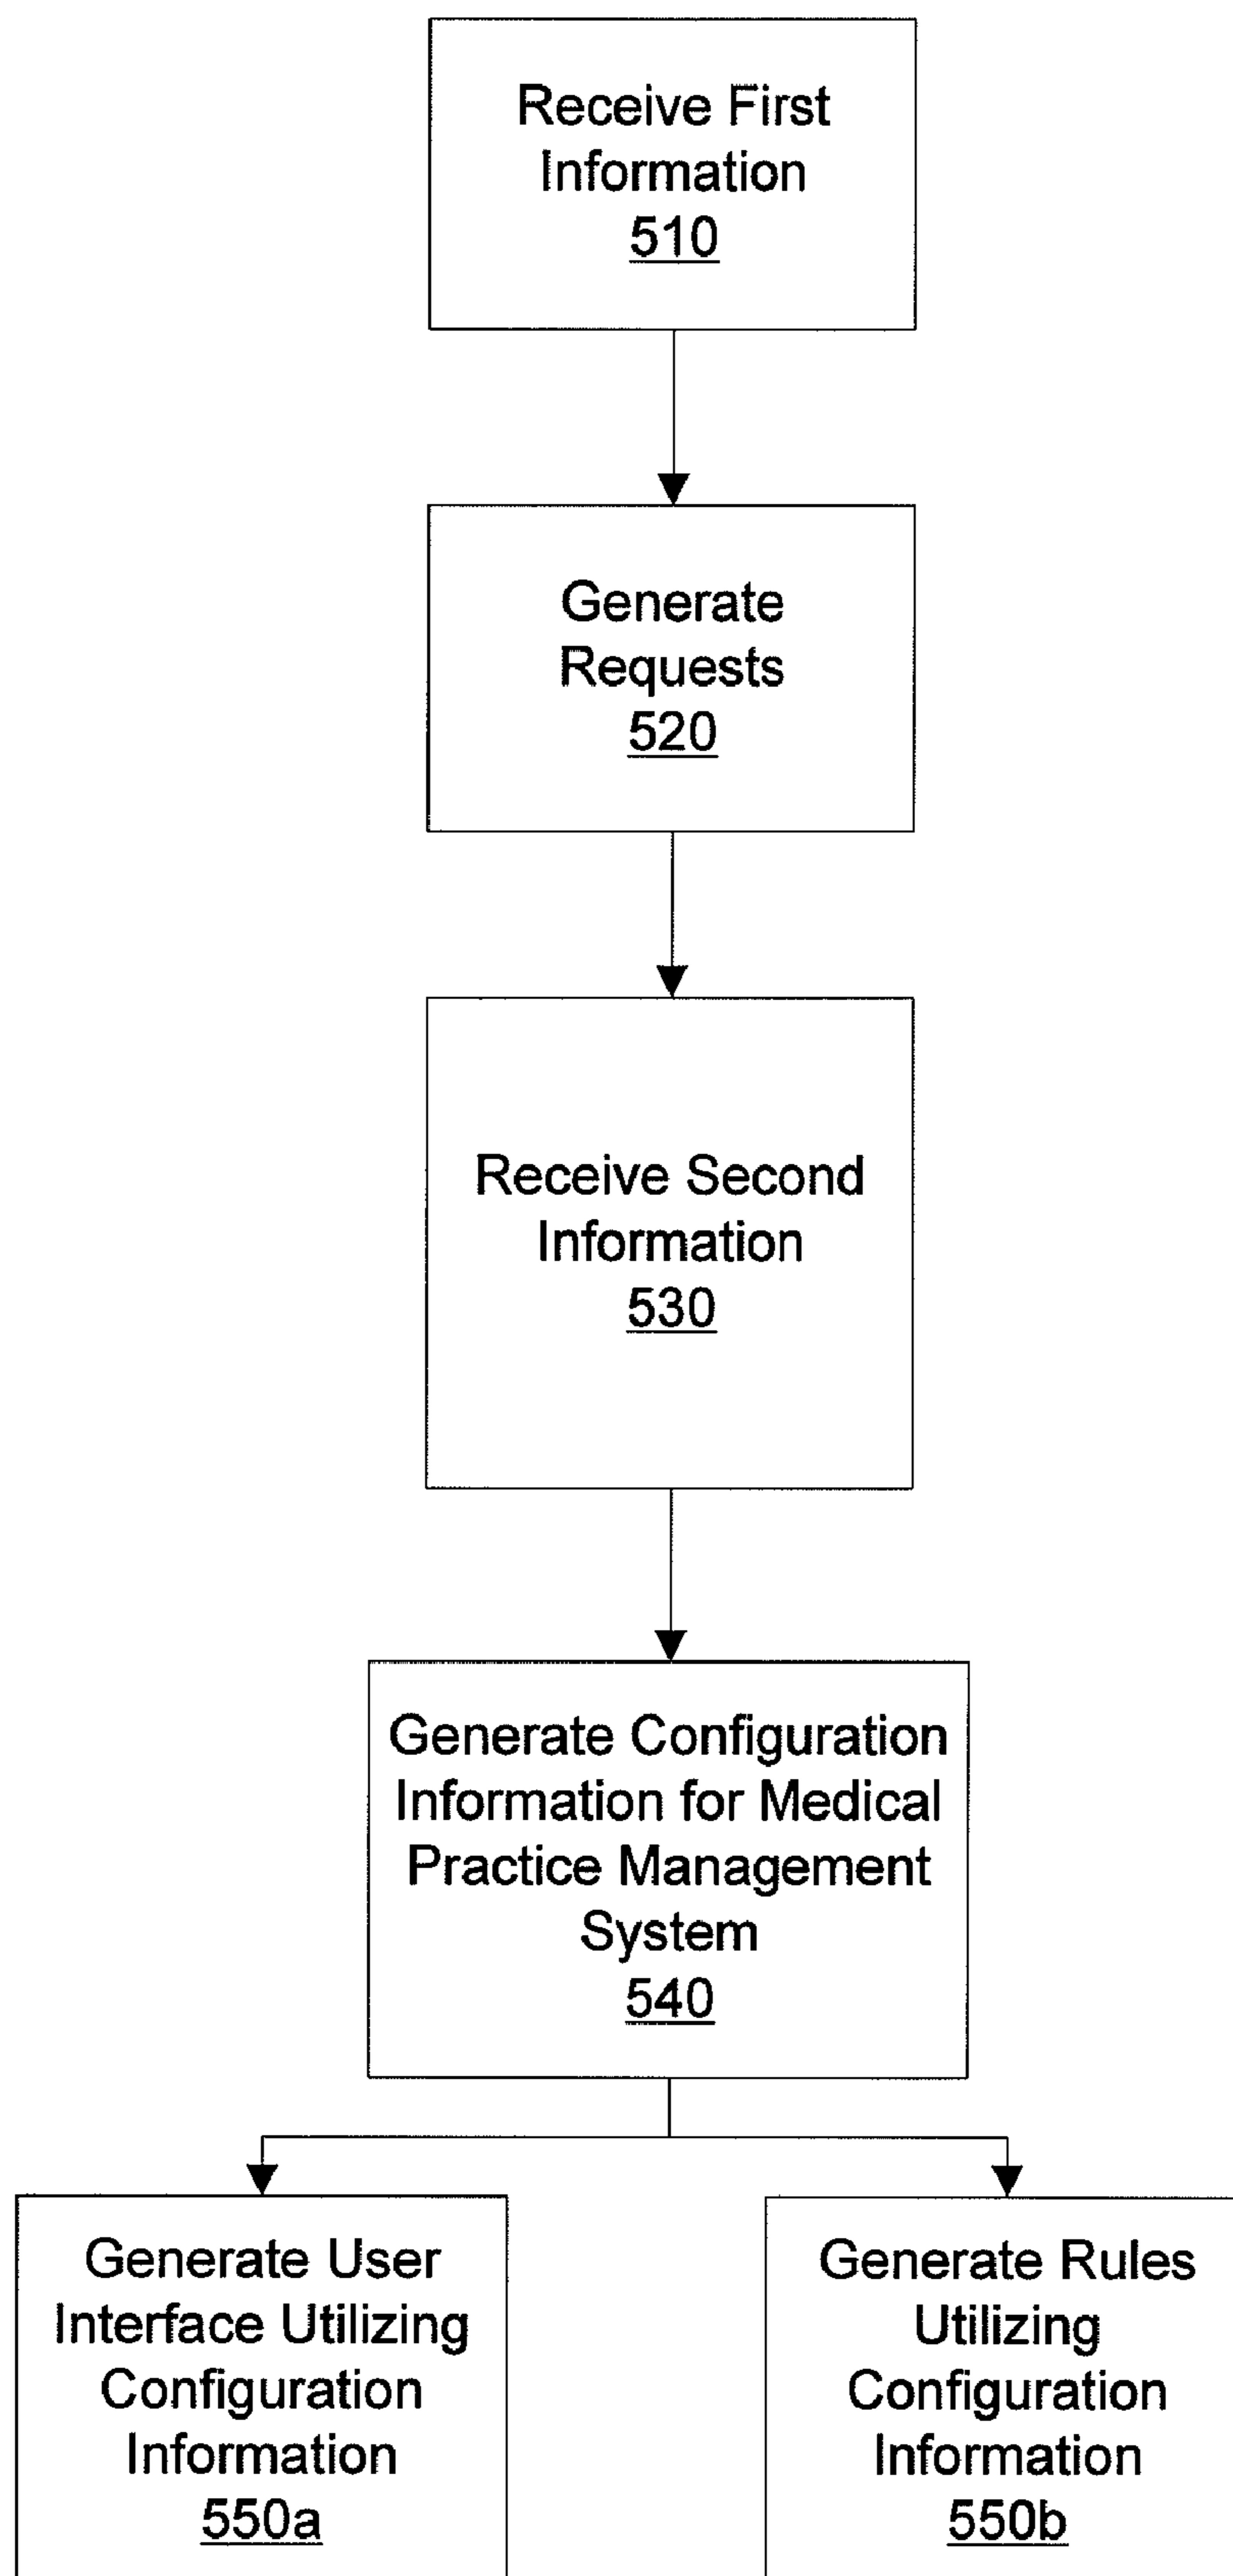 Receive First
Information
510
Generate
Requests
520
Receive Second
Information
530
Generate Configuration
Information for Medical
Practice Management
System
540
Generate User
Interface Utilizing
Configuration
Information
550a
Generate Rules
Utilizing
Configuration
Information
550b